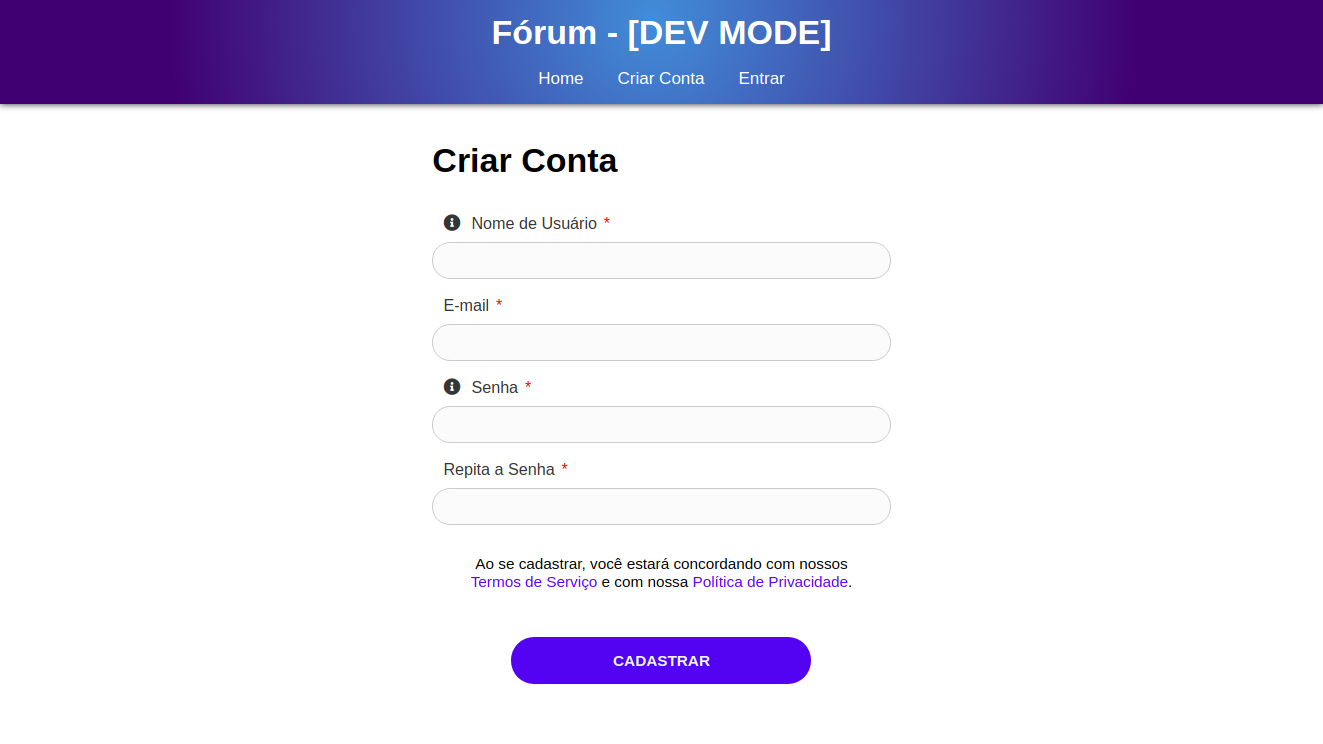 Fórum - [DEV MODE]
Home Criar Conta Entrar
Criar Conta
Nome de Usuário *
E-mail *
Senha *
Repita a Senha *
Ao se cadastrar, você estará concordando com nossos
Termos de Serviço e com nossa Política de Privacidade.
CADASTRAR